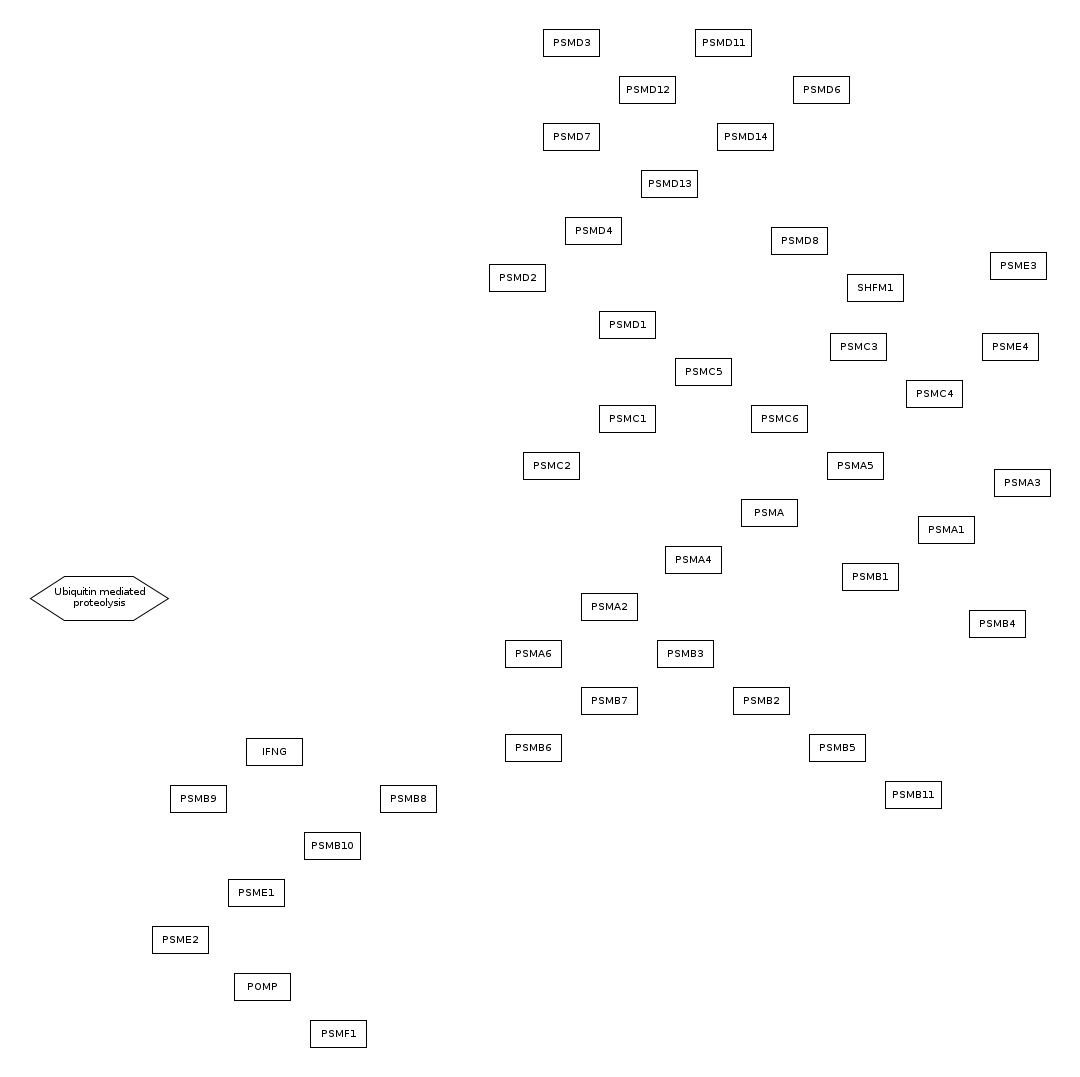 PSMD3
PSMD11
PSMD12
PSMD6
PSMD7
PSMD14
PSMD13
PSMD4
PSMD8
PSME3
PSMD2
SHFM1
PSMD1
PSMC3
PSME4
PSMC5
PSMC4
PSMC1
PSMC6
PSMC2
PSMA5
PSMA3
PSMA
PSMA1
PSMA4
PSMB1
Ubiquitin mediated
proteolysis
PSMA2
PSMB4
PSMA6
PSMB3
PSMB7
PSMB2
IFNG
PSMB6
PSMB5
PSMB9
PSMB8
PSMB11
PSMB10
PSME1
PSME2
POMP
PSMF1